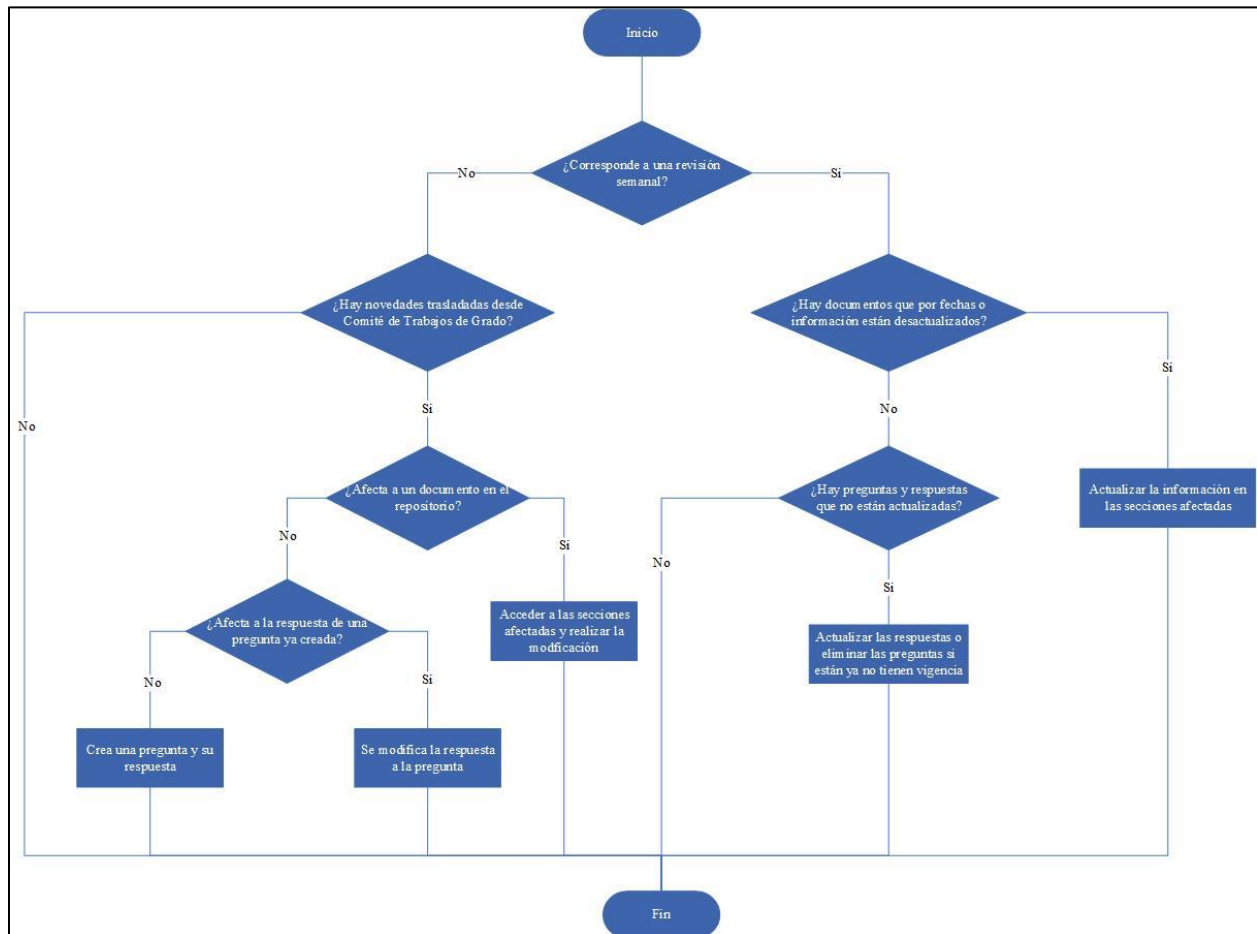 Inicio
¿Corresponde a una revisión
semanal?
No
Si
¿Hay novedades trasladadas desde
Comité de Trabajos de Grado?
¿Hay documentos que por fechas o
información están desactualizados?
Si
Si
No
No
¿Afecta a un documento en el
repositorio?
¿Hay preguntas y respuestas
que no están actualizadas?
Actualizar la información en
las secciones afectadas
No
Si
No
Si
¿Afecta a la respuesta de una
pregunta ya creada?
Acceder a las secciones
afectadas y realizar la
modficación
Actualizar las respuestas o
eliminar las preguntas si
están ya no tienen vigencia
No
Si
Crea una pregunta y su
respuesta
Se modifica la respuesta
a la pregunta
Fin